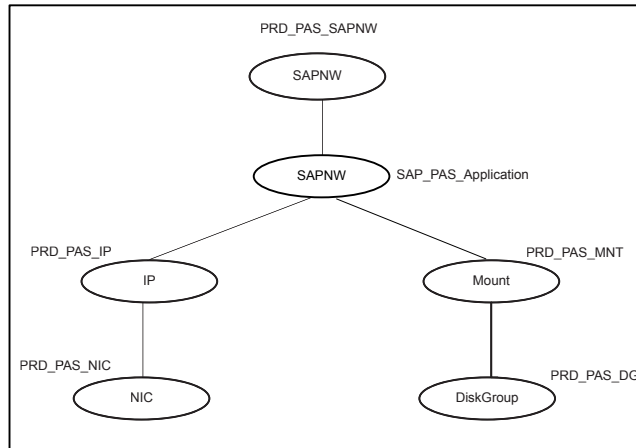 PRD_PAS_SAPNW
SAPNW
SAPNW
SAP_PAS_Application
PRD_PAS_IP
PRD_PAS_MNT
IP
Mount
PRD_PAS_NIC
PRD_PAS_DG
NIC
DiskGroup